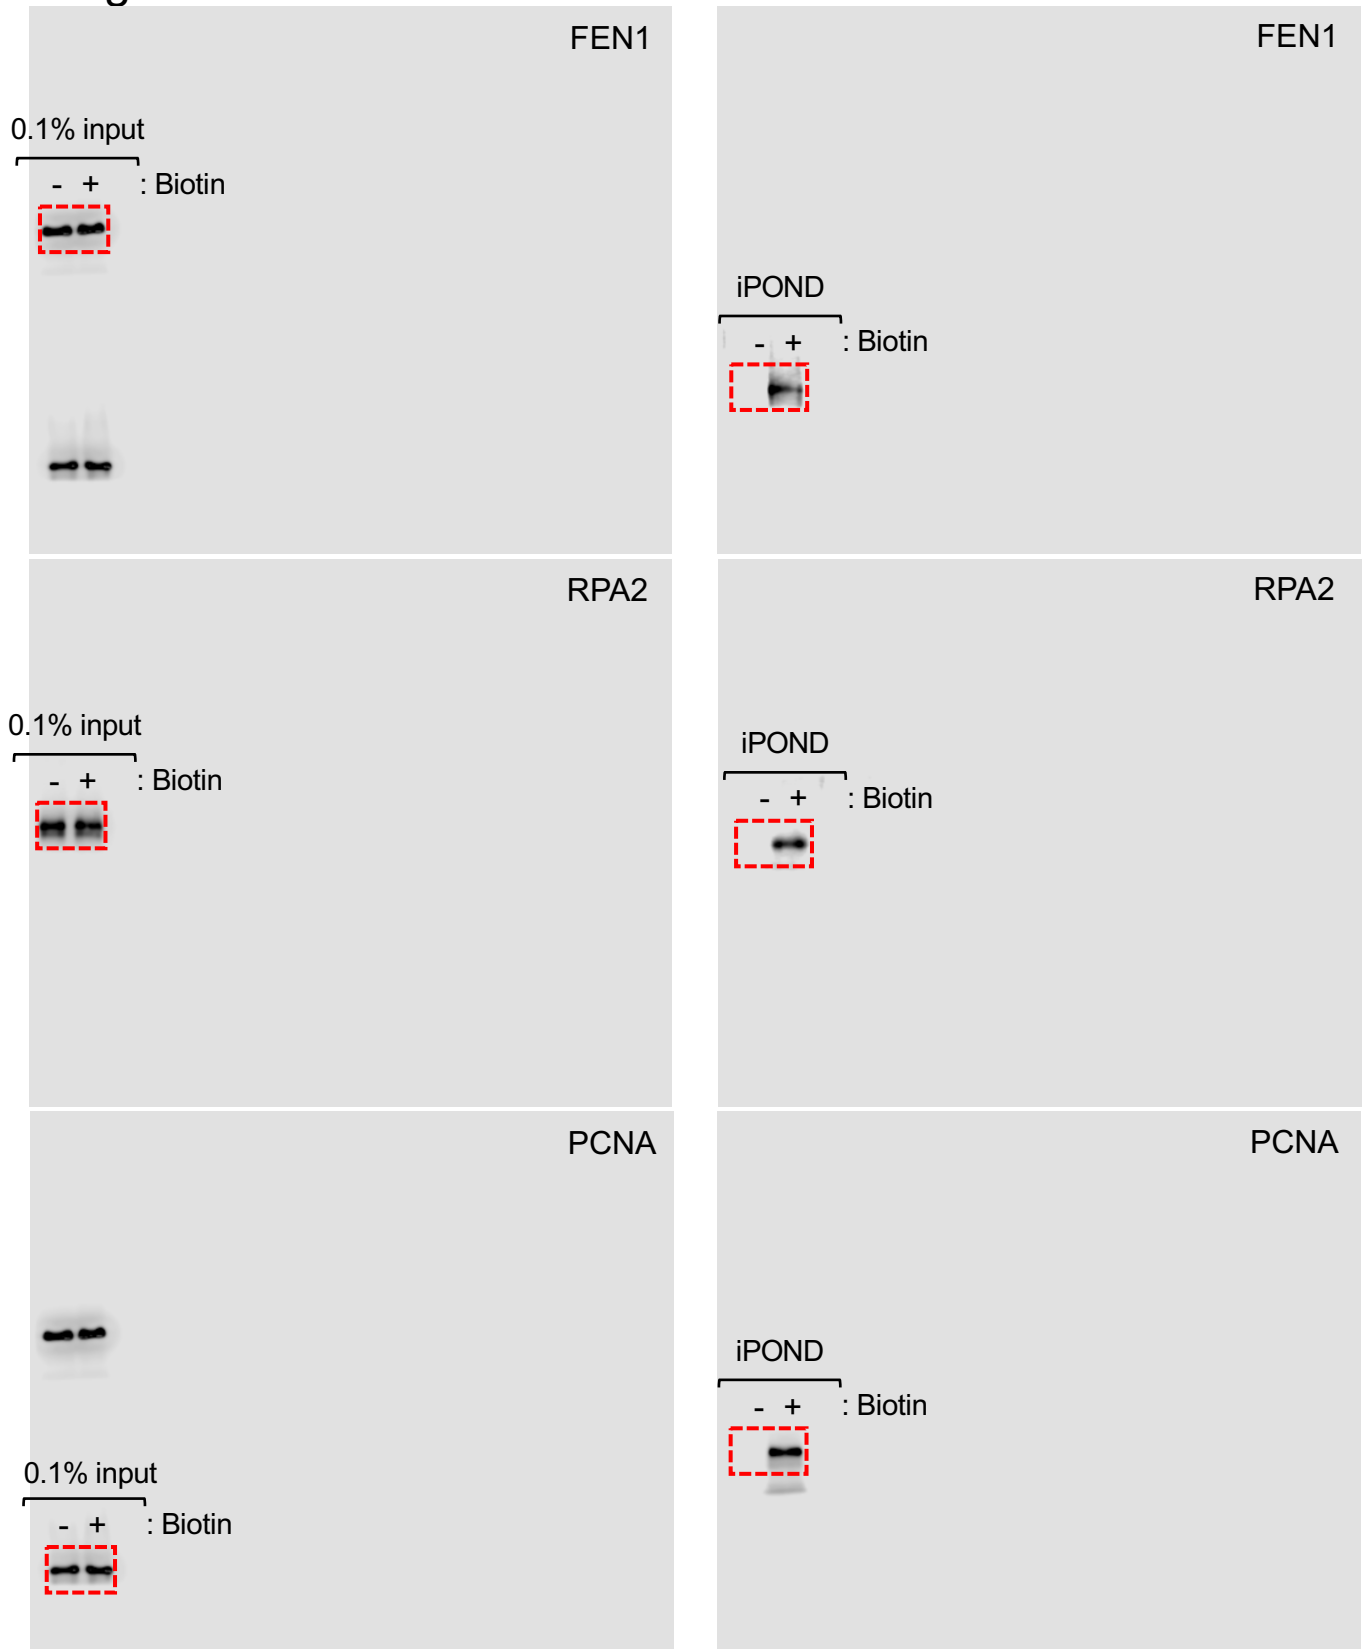 FEN1
0.1% input
- + : Biotin
FEN1
iPOND
- + : Biotin
RPA2
0.1% input
- + : Biotin
RPA2
iPOND
- + : Biotin
PCNA
0.1% input
- + : Biotin
PCNA
iPOND
- + : Biotin